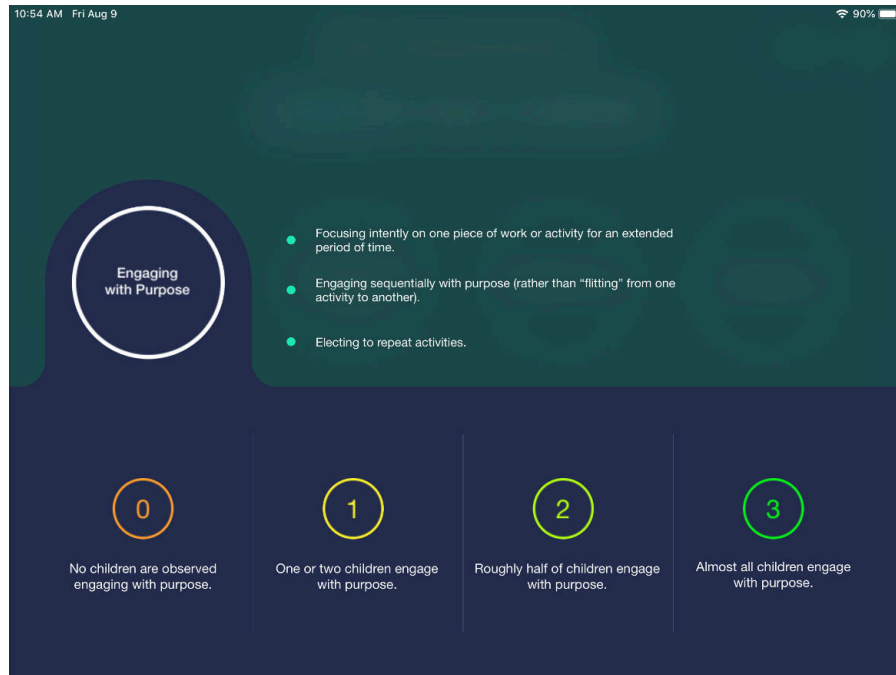 10:54 AM Fri Aug 9
90%
Engaging
with Purpose
Focusing intently on one piece of work or activity for an extended
period of time.
Engaging sequentially with purpose (rather than “flitting” from one
activity to another).
Electing to repeat activities.
0
No children are observed
engaging with purpose.
1
One or two children engage
with purpose.
2
Roughly half of children engage
with purpose.
3
Almost all children engage
with purpose.